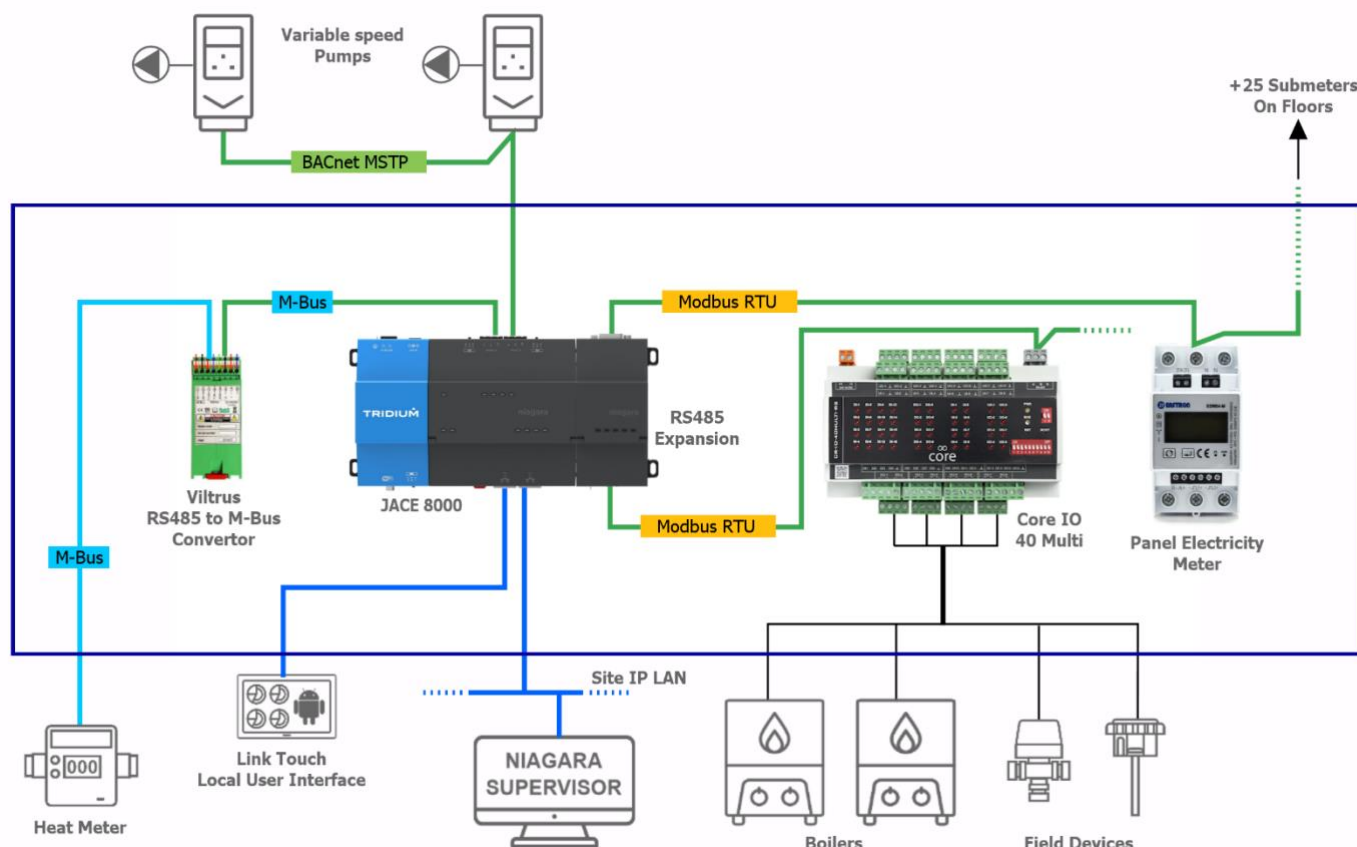 Variable speed
Pumps
+25 Submeters
On Floors
BACnet MSTP
M-Bus
Modbus RTU
TRIDIUM
NIAGARA
RS485
Expansion
JACE 8000
Viltrus
RS485 to M-Bus
Convertor
M-Bus
Modbus RTU
core
Core IO
40 Multi
Panel Electricity
Meter
Site IP LAN
Link Touch
Local User Interface
000
Heat Meter
NIAGARA
SUPERVISOR
Boilers
Field Devices